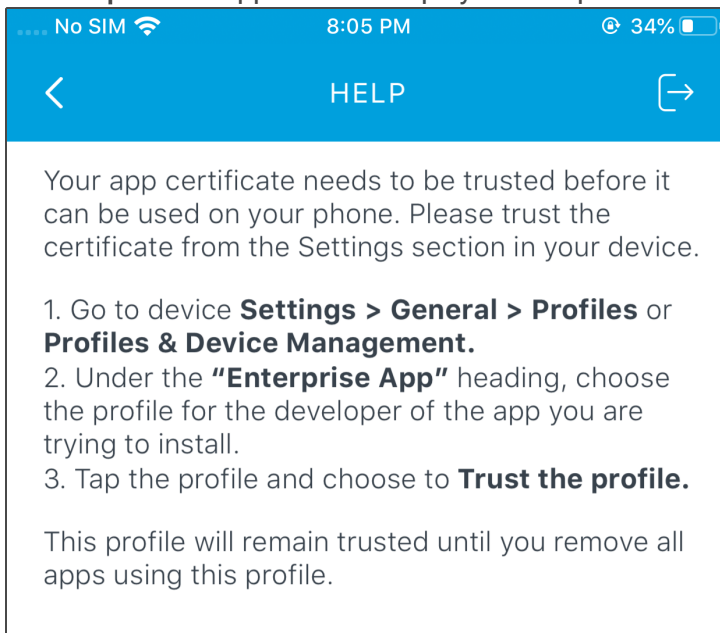 No SIM 8:05 PM 34%
HELP
Your app certificate needs to be trusted before it
can be used on your phone. Please trust the
certificate from the Settings section in your device.
1. Go to device Settings > General > Profiles or
Profiles & Device Management.
2. Under the “Enterprise App” heading, choose
the profile for the developer of the app you are
trying to install.
3. Tap the profile and choose to Trust the profile.
This profile will remain trusted until you remove all
apps using this profile.